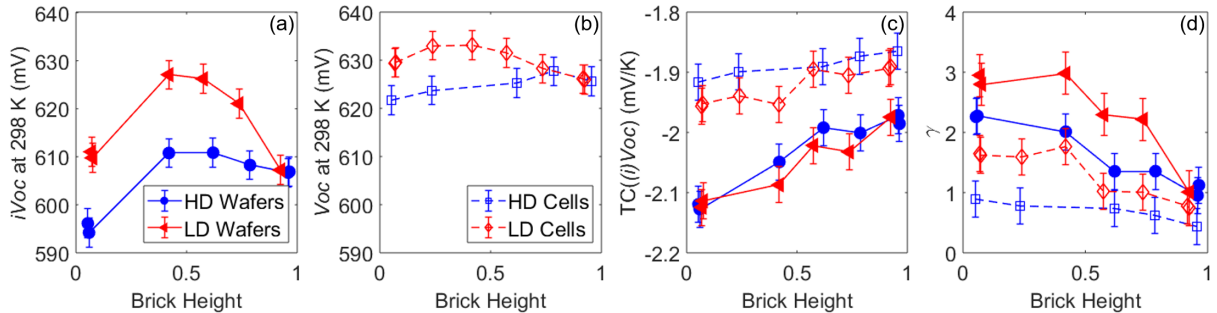 (a)
iVoc at 298 K (mV)
640
630
620
610
600
590
0
0.5
1
Brick Height
HD Wafers
LD Wafers
(b)
Voc at 298 K (mV)
640
630
620
610
600
590
0
0.5
1
Brick Height
HD Cells
LD Cells
(c)
TC((i)Voc) (mV/K)
-1.8
-1.9
-2
-2.1
-2.2
0
0.5
1
Brick Height
(d)
γ
4
3
2
1
0
0
0.5
1
Brick Height